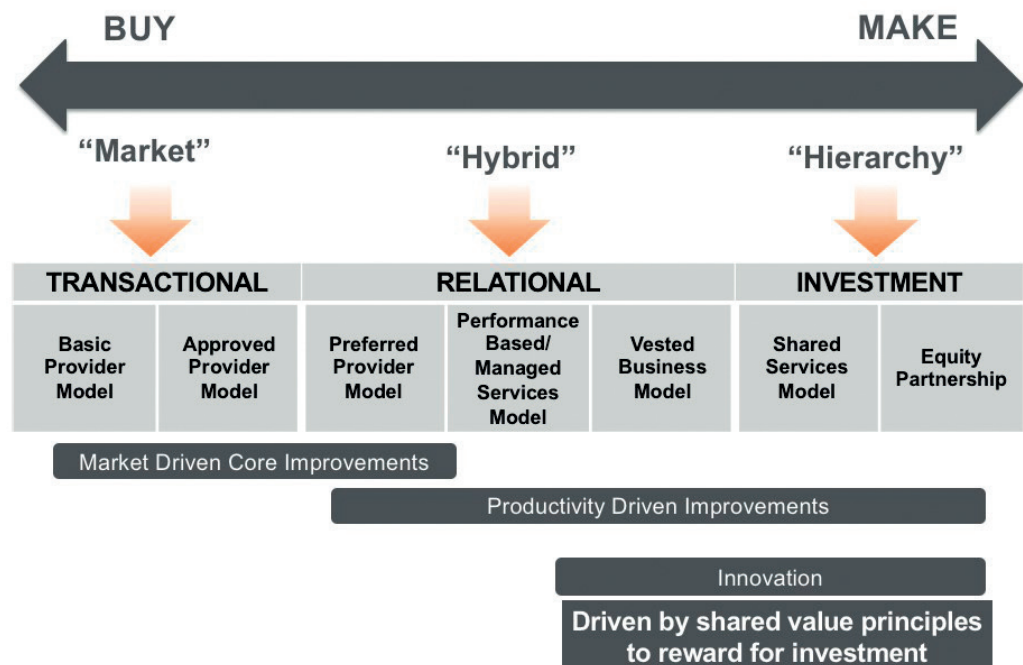 BUY
MAKE
“Market”
“Hybrid”
“Hierarchy”
TRANSACTIONAL
RELATIONAL
INVESTMENT
Basic
Provider
Model
Approved
Provider
Model
Preferred
Provider
Model
Performance
Based/
Managed
Services
Model
Vested
Business
Model
Shared
Services
Model
Equity
Partnership
Market Driven Core Improvements
Productivity Driven Improvements
Innovation
Driven by shared value principles
to reward for investment